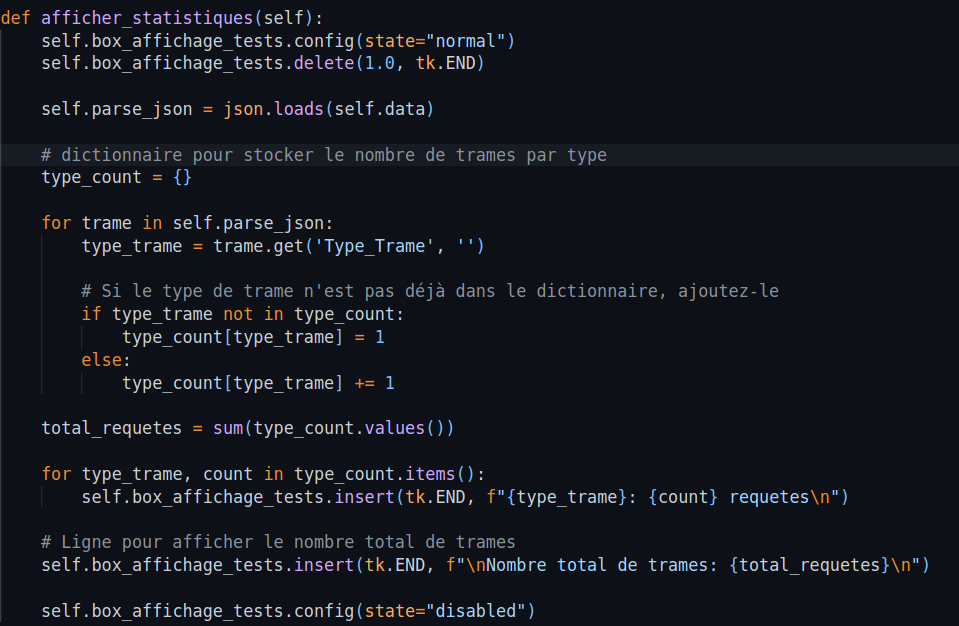 def afficher_statistiques(self):
    self.box_affichage_tests.config(state="normal")
    self.box_affichage_tests.delete(1.0, tk.END)

    self.parse_json = json.loads(self.data)

    # dictionnaire pour stocker le nombre de trames par type
    type_count = {}

    for trame in self.parse_json:
        type_trame = trame.get('Type_Trame', '')

        # Si le type de trame n'est pas déjà dans le dictionnaire, ajoutez-le
        if type_trame not in type_count:
            type_count[type_trame] = 1
        else:
            type_count[type_trame] += 1

    total_requetes = sum(type_count.values())

    for type_trame, count in type_count.items():
        self.box_affichage_tests.insert(tk.END, f"{type_trame}: {count} requetes\n")

    # Ligne pour afficher le nombre total de trames
    self.box_affichage_tests.insert(tk.END, f"\nNombre total de trames: {total_requetes}\n")

    self.box_affichage_tests.config(state="disabled")